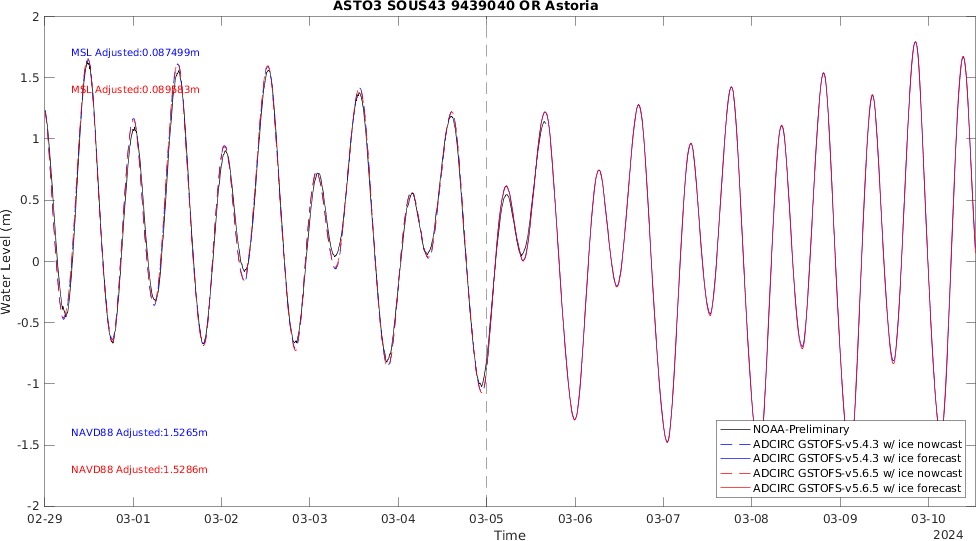 ASTO3 SOUS43 9439040 OR Astoria
2
MSL Adjusted:0.087499m
1.5
MSL Adjusted:0.089583m
1
0.5
Water Level (m)
0
-0.5
-1
NAVD88 Adjusted:1.5265m
-1.5
NAVD88 Adjusted:1.5286m
-2
NOAA-Preliminary
ADCIRC GSTOFS-v5.4.3 w/ ice nowcast
ADCIRC GSTOFS-v5.4.3 w/ ice forecast
ADCIRC GSTOFS-v5.6.5 w/ ice nowcast
ADCIRC GSTOFS-v5.6.5 w/ ice forecast
02-29 03-01 03-02 03-03 03-04 03-05 03-06 03-07 03-08 03-09 03-10
Time
2024